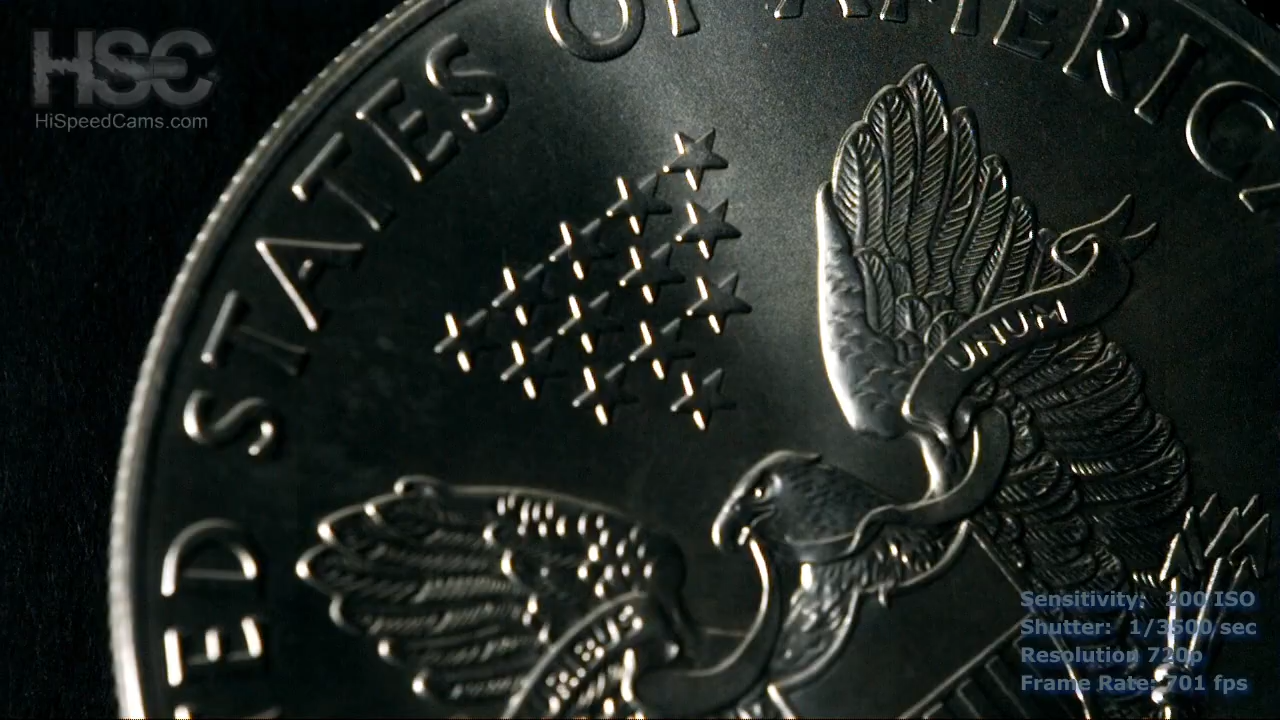 HSC
HiSpeedCams.com
STATES OF AMERICA
UNUM
Sensitivity: 200 ISO
Shutter: 1/3500/sec
Resolution 720p
Frame Rate: 701 fps